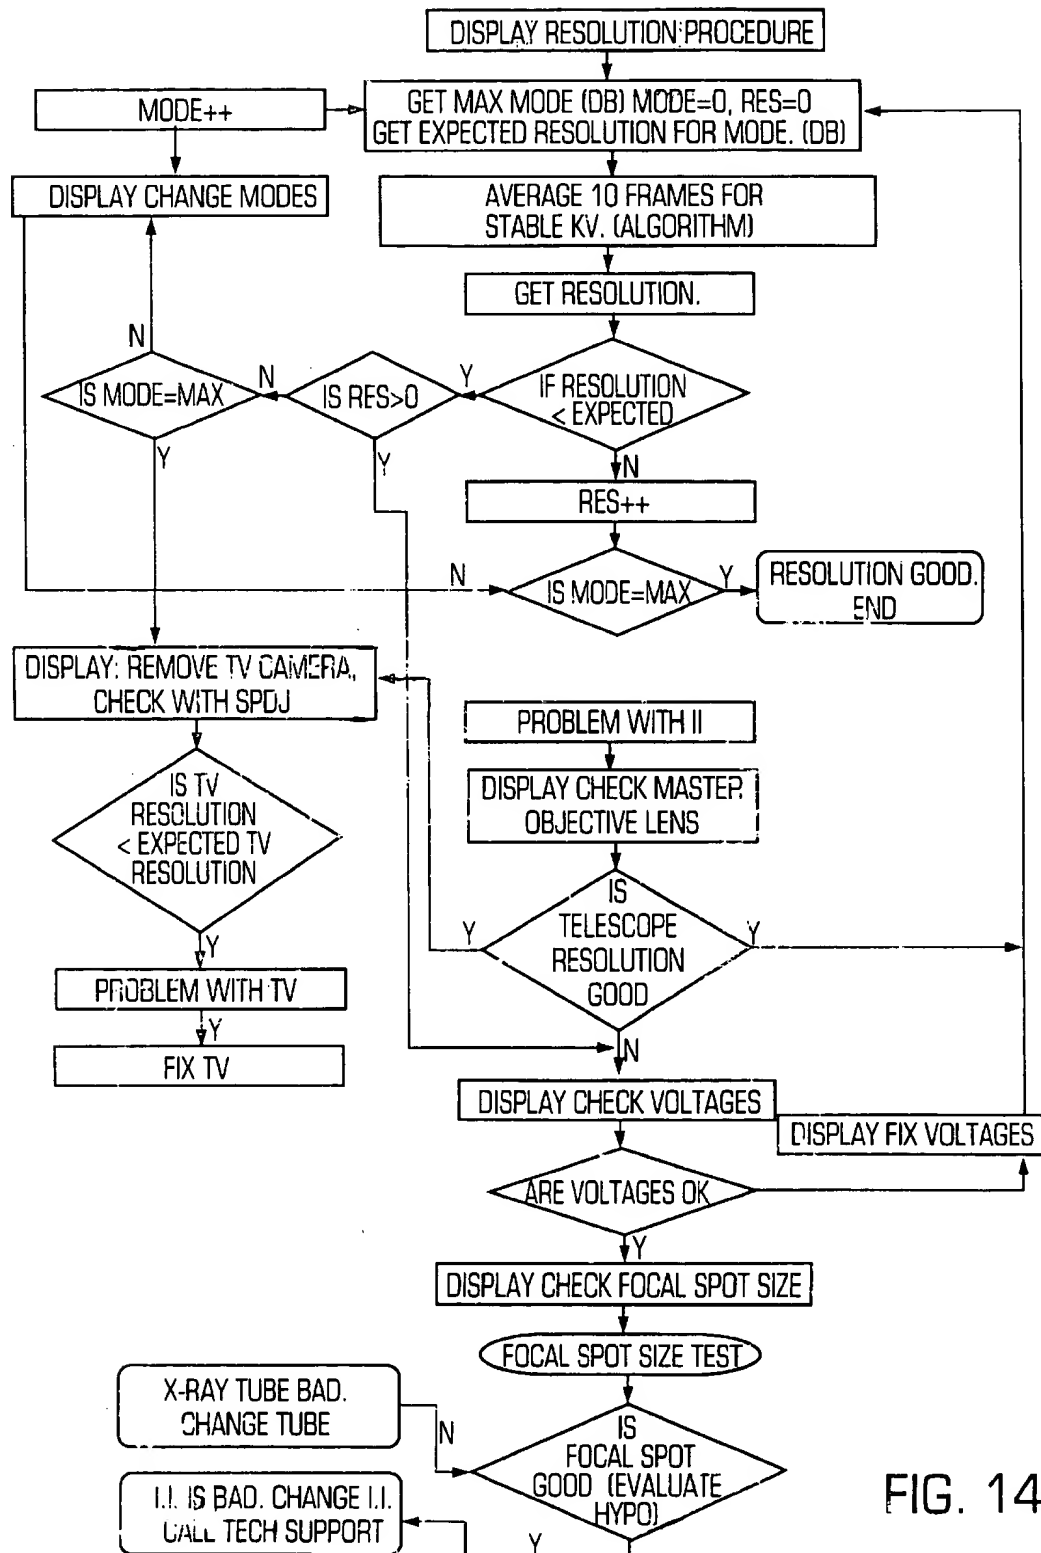 DISPLAY RESOLUTION PROCEDURE
MODE++
GET MAX MODE (DB) MODE=0, RES=0
GET EXPECTED RESOLUTION FOR MODE. (DB)
DISPLAY CHANGE MODES
AVERAGE 10 FRAMES FOR
STABLE KV. (ALGORITHM)
GET RESOLUTION.
N
IS MODE=MAX
N
IS RES>0
Y
IF RESOLUTION
< EXPECTED
Y
Y
N
RES++
N
IS MODE=MAX
Y
RESOLUTION GOOD.
END
DISPLAY: REMOVE TV CAMERA,
CHECK WITH SPDJ
PROBLEM WITH II
DISPLAY CHECK MASTER
OBJECTIVE LENS
IS TV
RESOLUTION
< EXPECTED TV
RESOLUTION
Y
IS
TELESCOPE
RESOLUTION
GOOD
Y
Y
PROBLEM WITH TV
Y
FIX TV
N
DISPLAY CHECK VOLTAGES
DISPLAY FIX VOLTAGES
ARE VOLTAGES OK
Y
DISPLAY CHECK FOCAL SPOT SIZE
FOCAL SPOT SIZE TEST
X-RAY TUBE BAD.
CHANGE TUBE
N
IS
FOCAL SPOT
GOOD (EVALUATE
HYPO)
I.I. IS BAD. CHANGE I.I.
CALL TECH SUPPORT
Y
FIG. 14